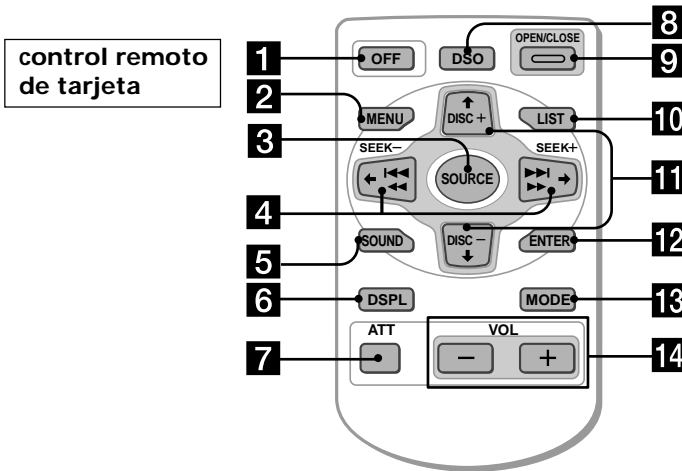 control remoto
de tarjeta
OPEN/CLOSE
1 OFF DSO 8
9
2 MENU DISC + LIST 10
3 SEEK− SEEK+
SOURCE 11
4
5 SOUND DISC − ENTER 12
6 DSPL MODE 13
ATT VOL
7 − + 14